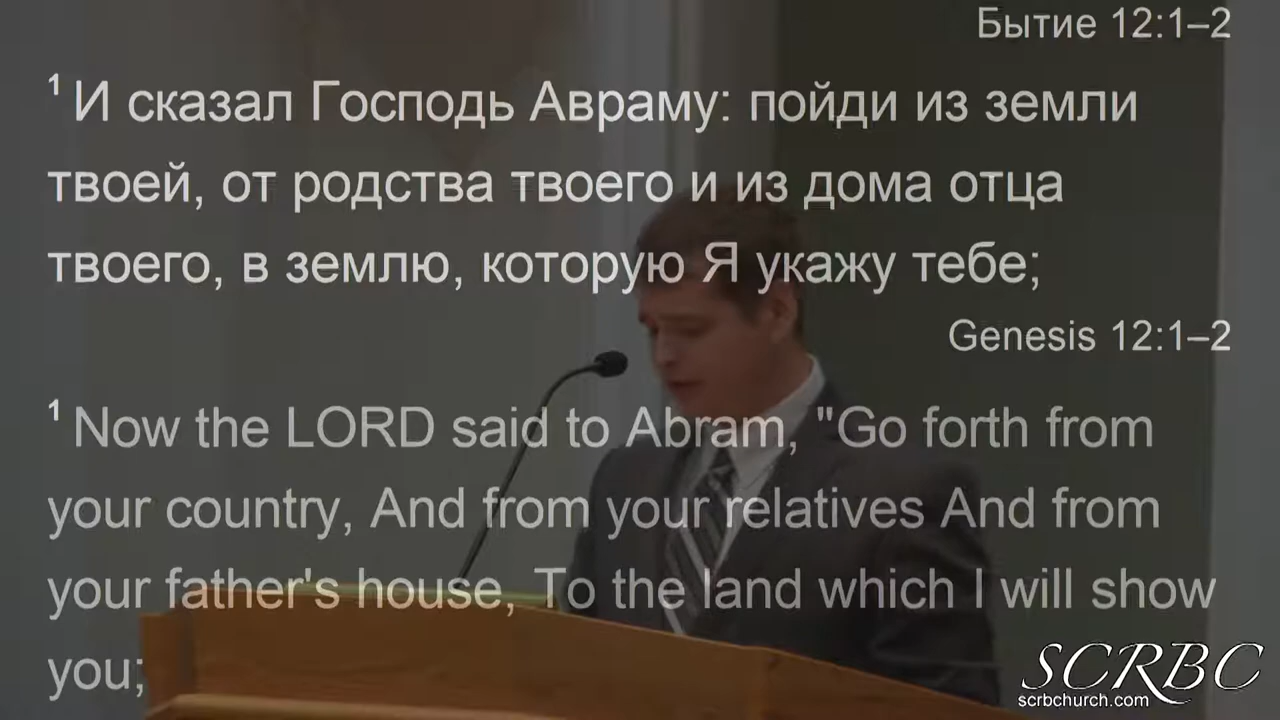 Бытие 12:1–2
1 И сказал Господь Авраму: пойди из земли
твоей, от родства твоего и из дома отца
твоего, в землю, которую Я укажу тебе;
Genesis 12:1–2
1 Now the LORD said to Abram, "Go forth from
your country, And from your relatives And from
your father's house, To the land which I will show
you;
SCRBC
scrbchurch.com